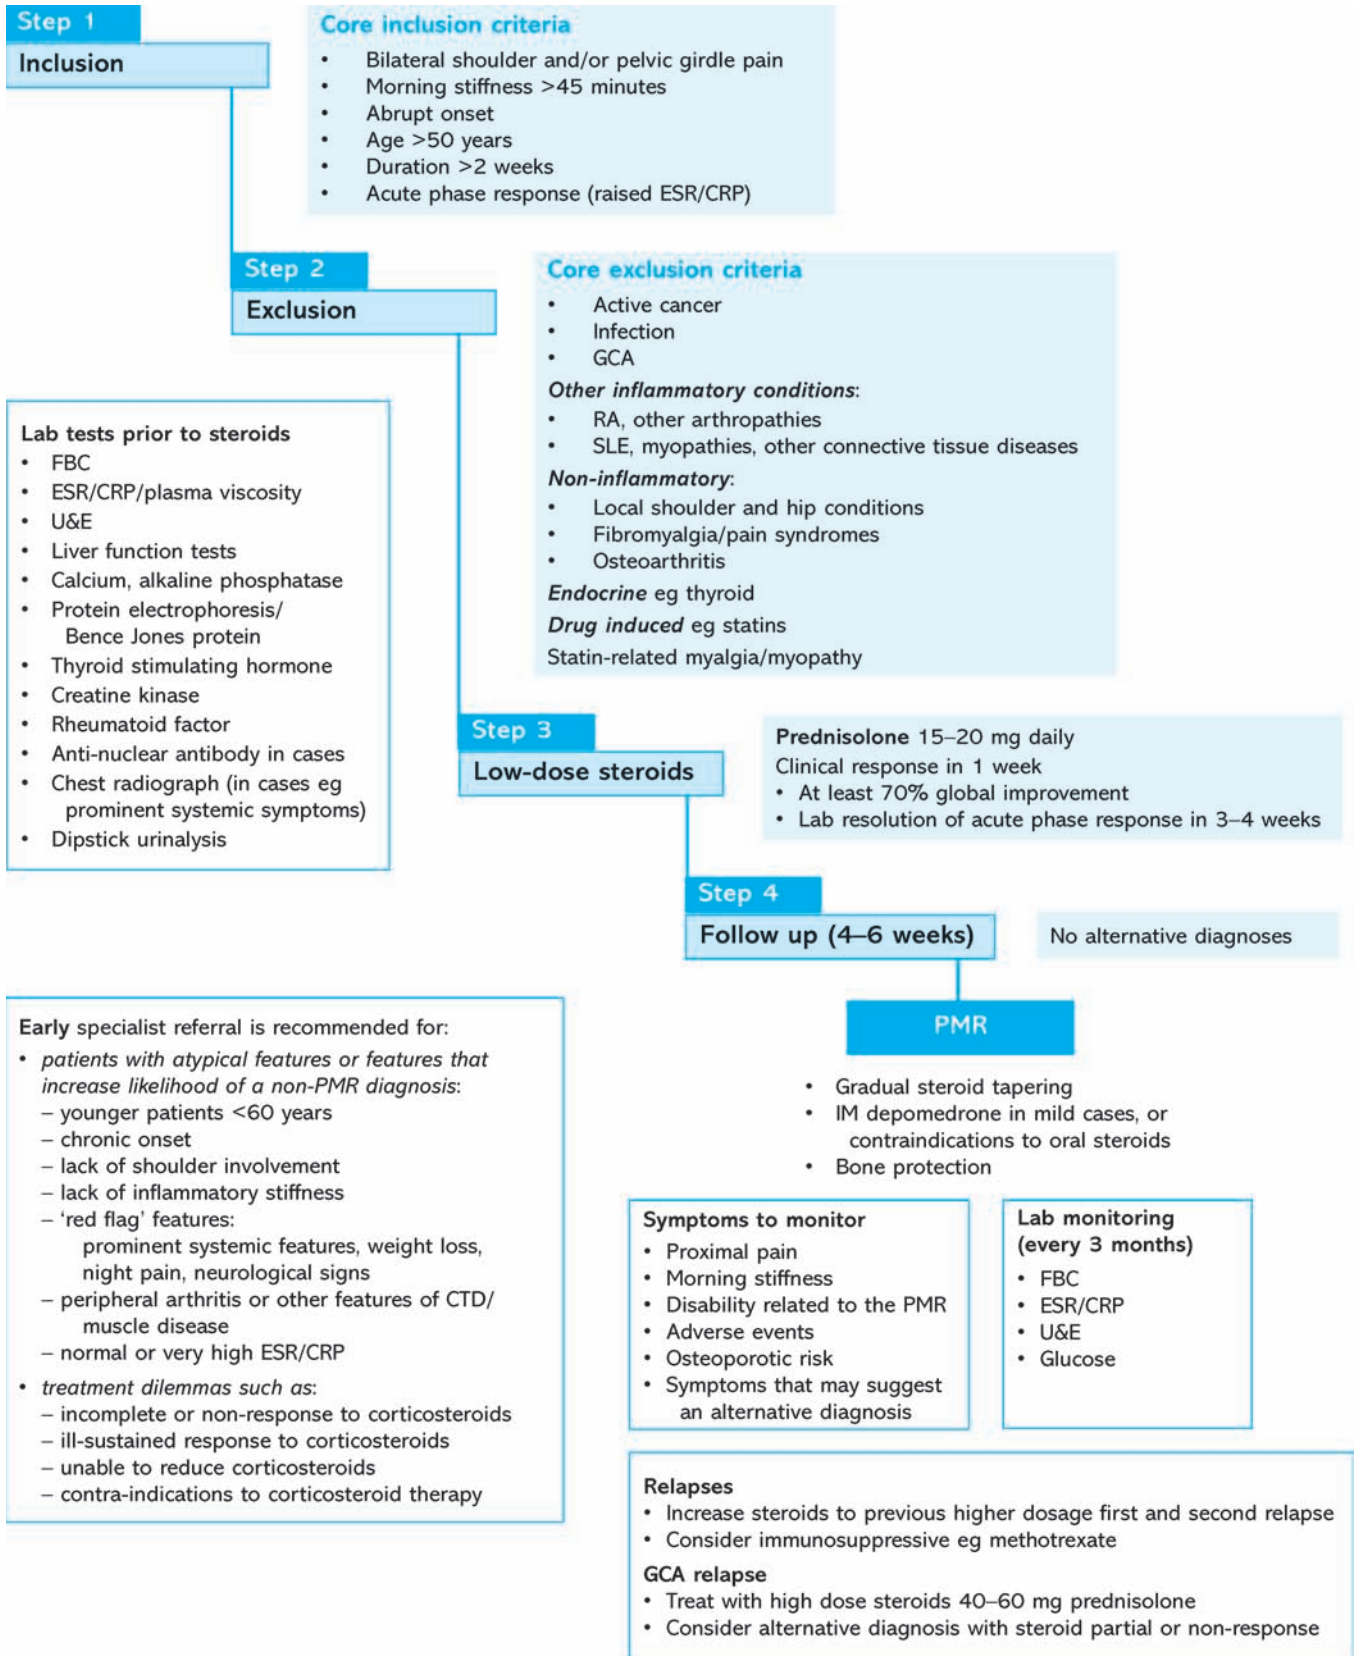 Step 1
Inclusion
Core inclusion criteria
• Bilateral shoulder and/or pelvic girdle pain
• Morning stiffness >45 minutes
• Abrupt onset
• Age >50 years
• Duration >2 weeks
• Acute phase response (raised ESR/CRP)
Step 2
Exclusion
Core exclusion criteria
• Active cancer
• Infection
• GCA
Other inflammatory conditions:
• RA, other arthropathies
• SLE, myopathies, other connective tissue diseases
Non-inflammatory:
• Local shoulder and hip conditions
• Fibromyalgia/pain syndromes
• Osteoarthritis
Endocrine eg thyroid
Drug induced eg statins
Statin-related myalgia/myopathy
Lab tests prior to steroids
• FBC
• ESR/CRP/plasma viscosity
• U&E
• Liver function tests
• Calcium, alkaline phosphatase
• Protein electrophoresis/
Bence Jones protein
• Thyroid stimulating hormone
• Creatine kinase
• Rheumatoid factor
• Anti-nuclear antibody in cases
• Chest radiograph (in cases eg
prominent systemic symptoms)
• Dipstick urinalysis
Step 3
Low-dose steroids
Prednisolone 15–20 mg daily
Clinical response in 1 week
• At least 70% global improvement
• Lab resolution of acute phase response in 3–4 weeks
Step 4
Follow up (4–6 weeks)
No alternative diagnoses
PMR
• Gradual steroid tapering
• IM depomedrone in mild cases, or
contraindications to oral steroids
• Bone protection
Early specialist referral is recommended for:
• patients with atypical features or features that
increase likelihood of a non-PMR diagnosis:
– younger patients <60 years
– chronic onset
– lack of shoulder involvement
– lack of inflammatory stiffness
– ‘red flag’ features:
prominent systemic features, weight loss,
night pain, neurological signs
– peripheral arthritis or other features of CTD/
muscle disease
– normal or very high ESR/CRP
• treatment dilemmas such as:
– incomplete or non-response to corticosteroids
– ill-sustained response to corticosteroids
– unable to reduce corticosteroids
– contra-indications to corticosteroid therapy
Symptoms to monitor
• Proximal pain
• Morning stiffness
• Disability related to the PMR
• Adverse events
• Osteoporotic risk
• Symptoms that may suggest
an alternative diagnosis
Lab monitoring
(every 3 months)
• FBC
• ESR/CRP
• U&E
• Glucose
Relapses
• Increase steroids to previous higher dosage first and second relapse
• Consider immunosuppressive eg methotrexate
GCA relapse
• Treat with high dose steroids 40–60 mg prednisolone
• Consider alternative diagnosis with steroid partial or non-response